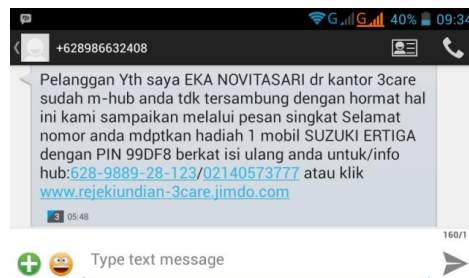 G G 40% 09:34
+628986632408
Pelanggan Yth saya EKA NOVITASARI dr kantor 3care
sudah m-hub anda tdk tersambung dengan hormat hal
ini kami sampaikan melalui pesan singkat Selamat
nomor anda mdptkan hadiah 1 mobil SUZUKI ERTIGA
dengan PIN 99DF8 berkat isi ulang anda untuk/info
hub:628-9889-28-123/02140573777 atau klik
www.rejekiundian-3care.jimdo.com
3 05:48
160/1
Type text message